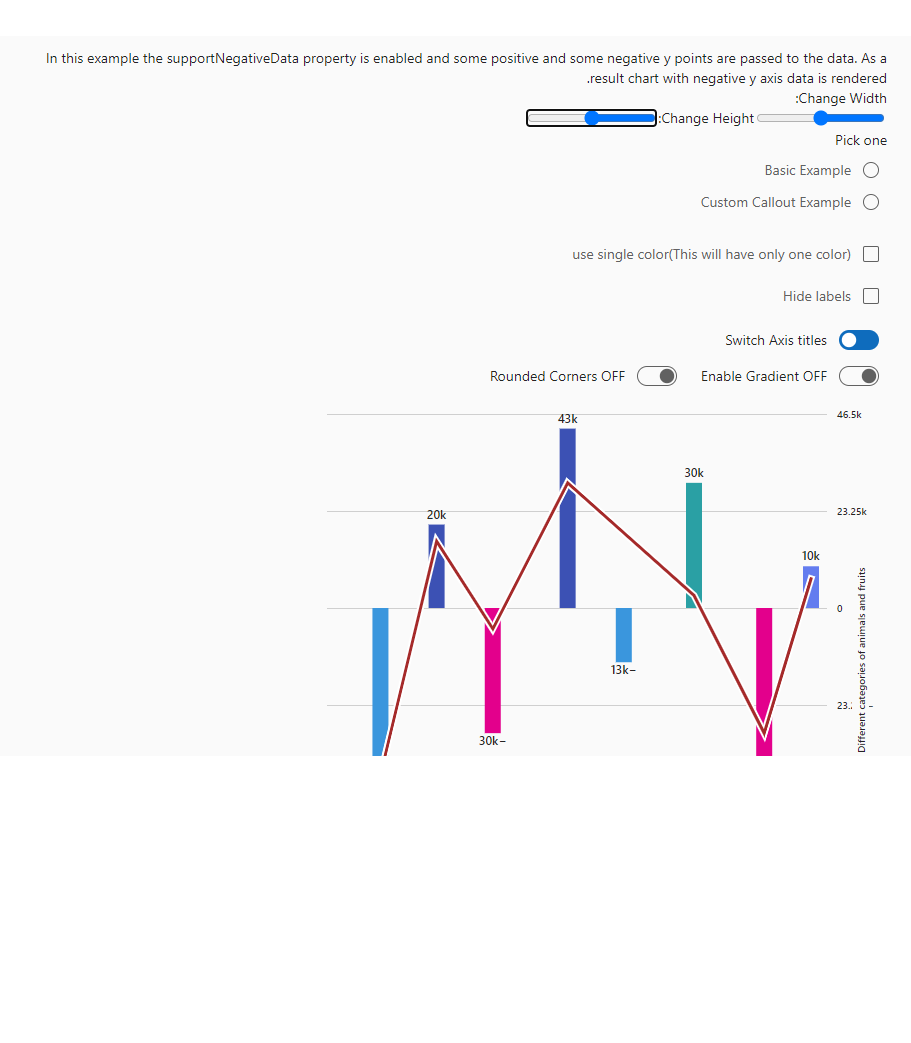 In this example the supportNegativeData property is enabled and some positive and some negative y points are passed to the data. As a
.result chart with negative y axis data is rendered
:Change Width
:Change Height
Pick one
Basic Example
Custom Callout Example
use single color(This will have only one color)
Hide labels
Switch Axis titles
Rounded Corners OFF
Enable Gradient OFF
46.5k
43k
30k
20k
23.25k
10k
0
13k−
23.2 −
30k−
Different categories of animals and fruits